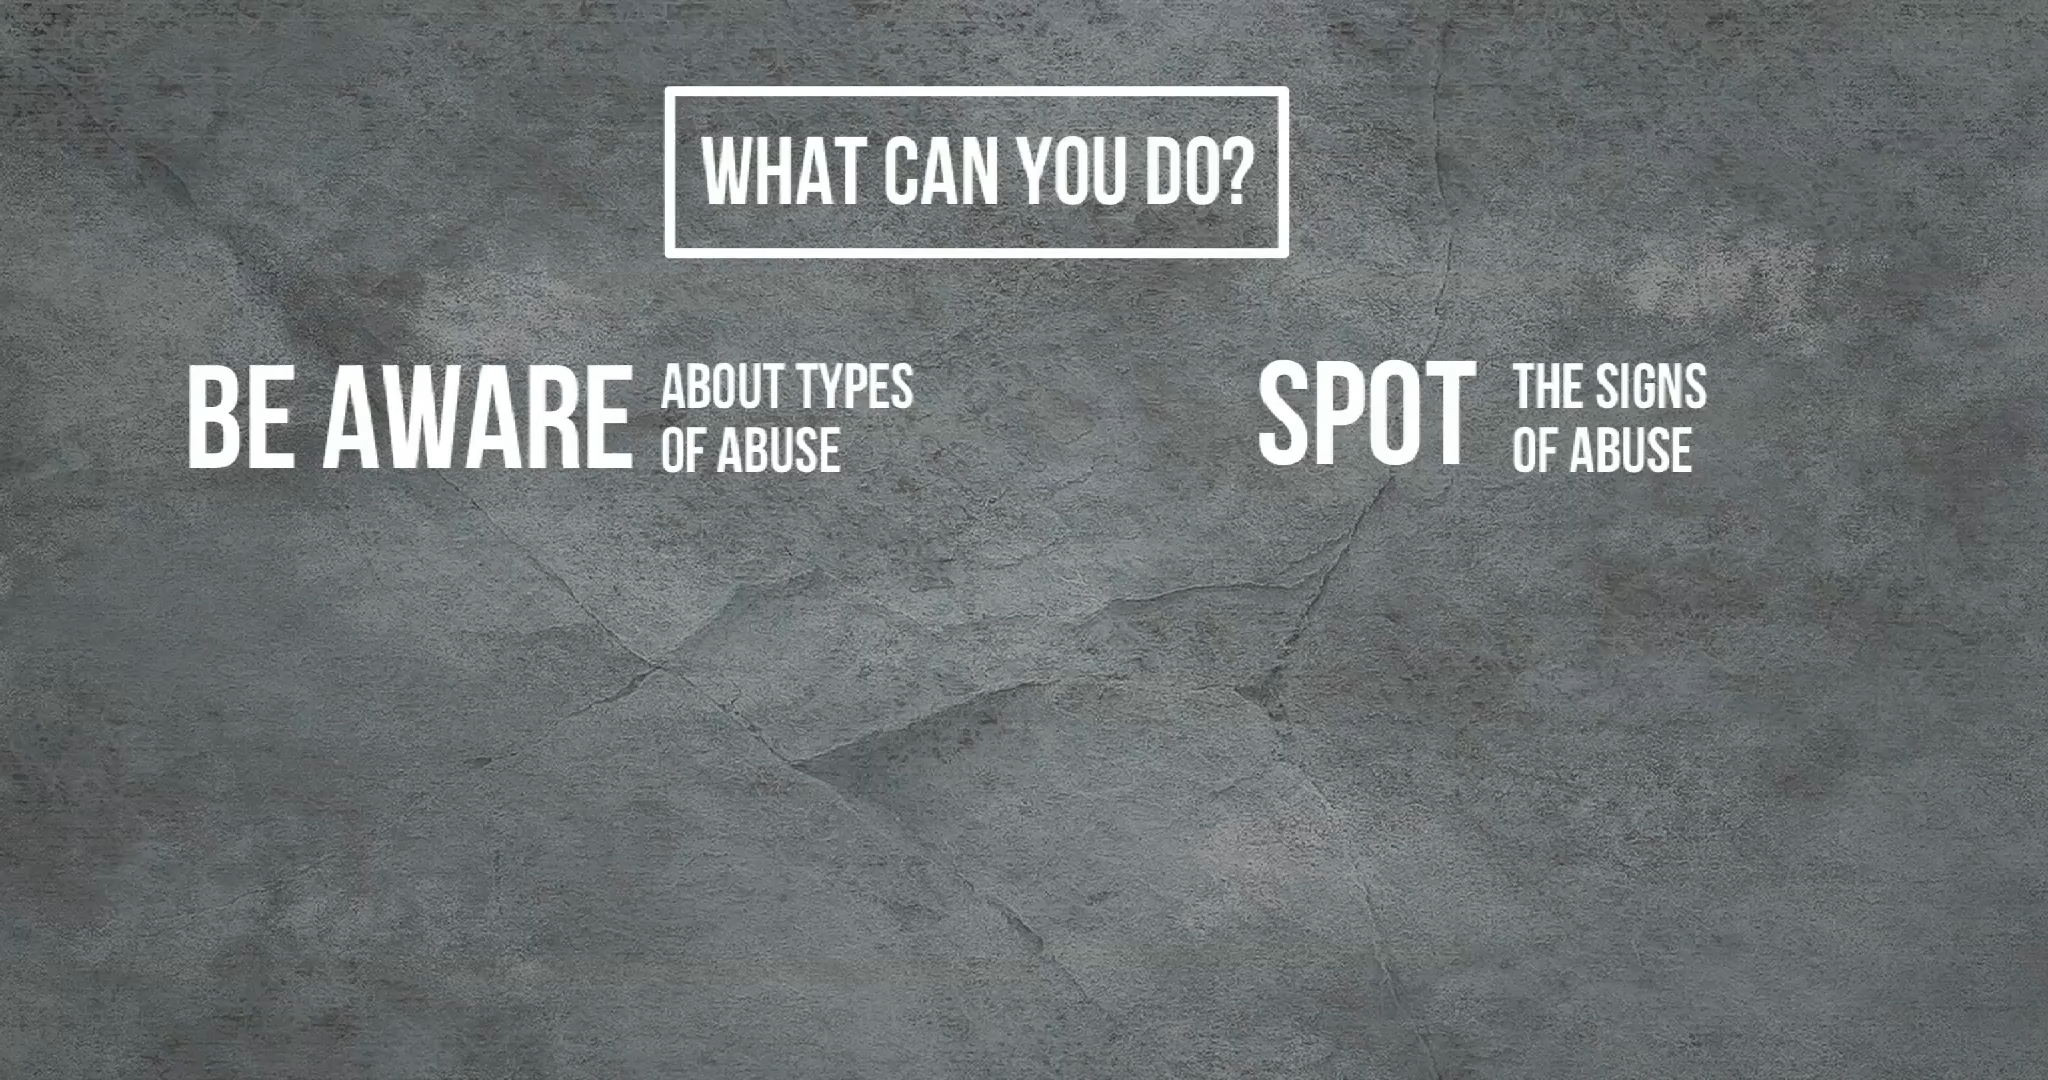 WHAT CAN YOU DO?
BE AWARE ABOUT TYPES
OF ABUSE
SPOT THE SIGNS
OF ABUSE